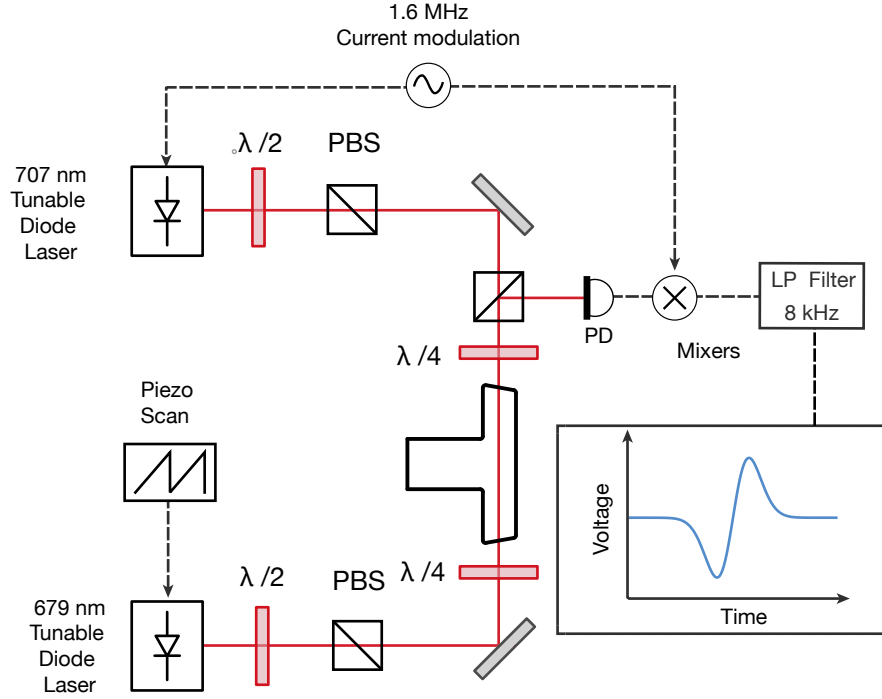 1.6 MHz
Current modulation
λ /2
PBS
707 nm
Tunable
Diode
Laser
LP Filter
8 kHz
PD
Mixers
λ /4
Piezo
Scan
Voltage
Time
λ /4
λ /2
PBS
679 nm
Tunable
Diode
Laser